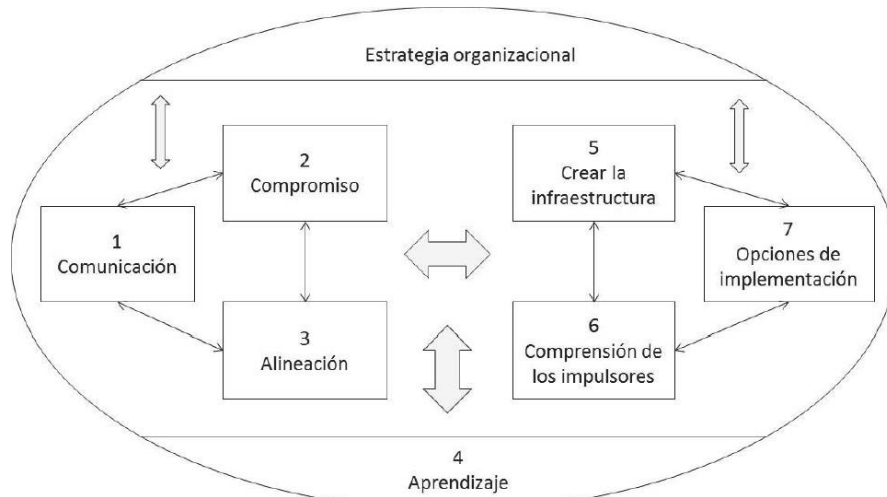 Estrategia organizacional
2
Compromiso
5
Crear la
infraestructura
1
Comunicación
7
Opciones de
implementación
3
Alineación
6
Comprensión de
los impulsores
4
Aprendizaje